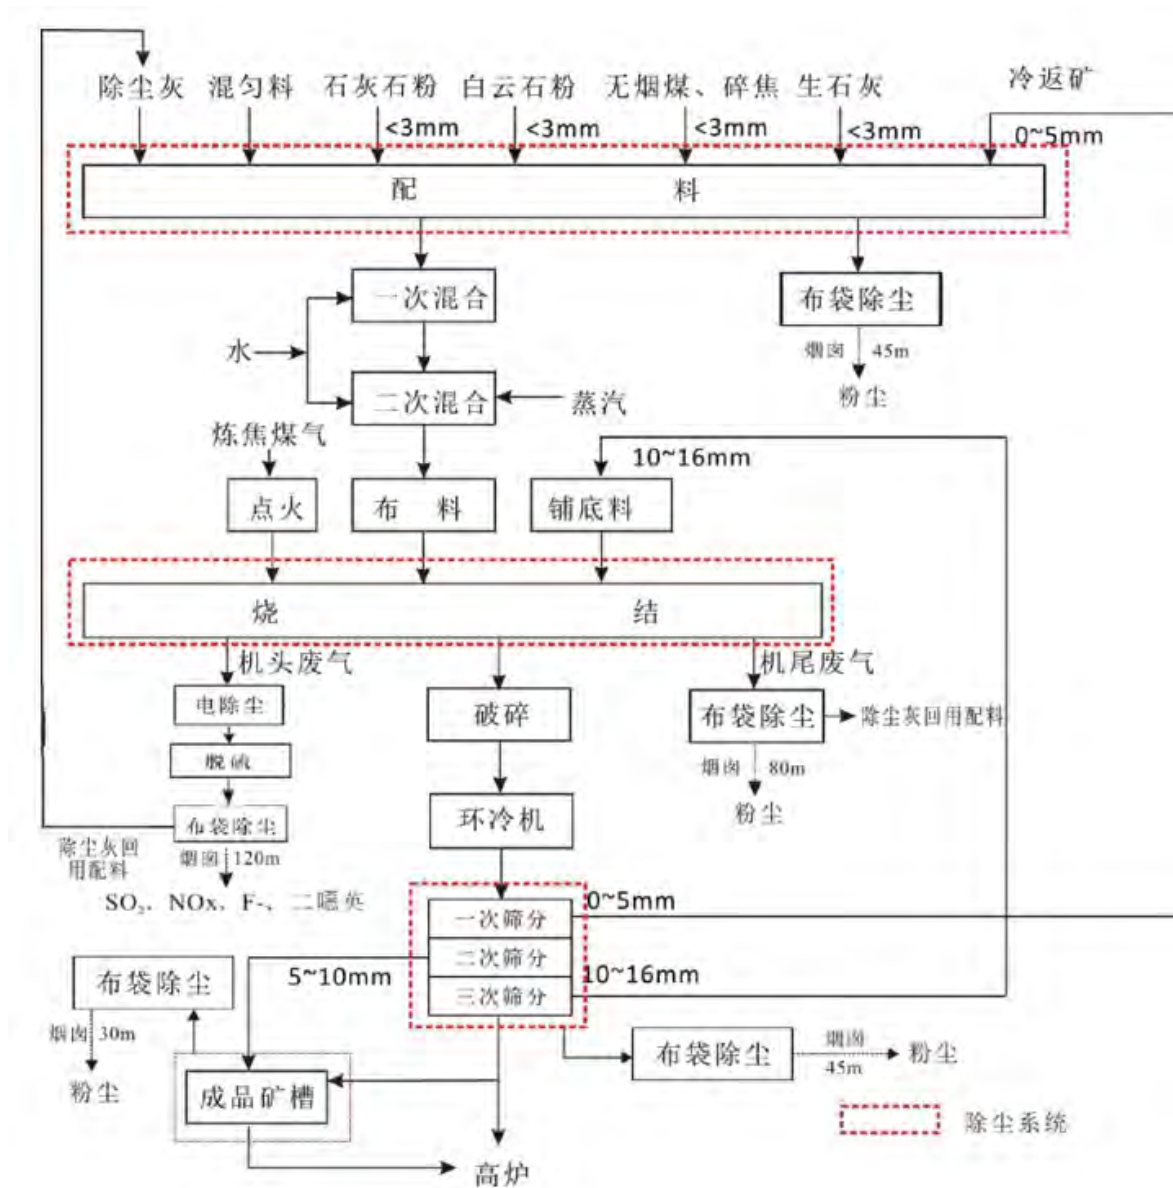 除尘灰 混匀料 石灰石粉 白云石粉 无烟煤、碎焦 生石灰 冷返矿
<3mm <3mm <3mm <3mm 0~5mm
配 料
一次混合 布袋除尘
烟囱 45m
水
二次混合 蒸汽 粉尘
炼焦煤气
10~16mm
点火 布 料 铺底料
烧 结
机头废气 机尾废气
电除尘 破碎 布袋除尘 除尘灰回用配料
脱硫 烟囱 80m
布袋除尘 环冷机 粉尘
除尘灰回
用配料
烟囱 120m
SO₂、NOx、F-、二噁英
一次筛分 0~5mm
二次筛分 5~10mm
三次筛分 10~16mm
布袋除尘
烟囱 30m
粉尘
布袋除尘 烟囱 45m 粉尘
成品矿槽
除尘系统
高炉